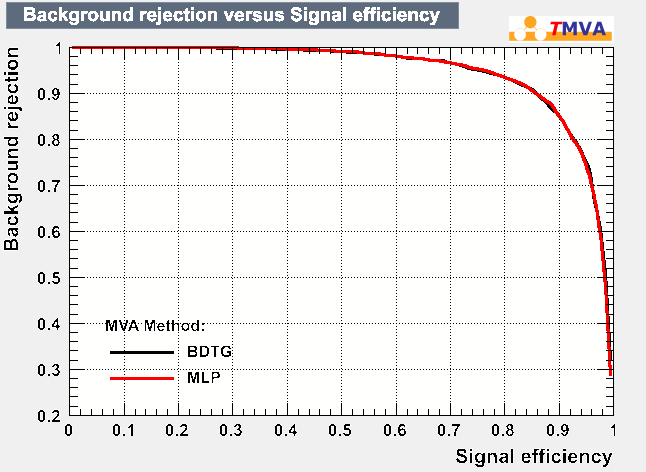 Background rejection versus Signal efficiency
TMVA
Background rejection
1
0.9
0.8
0.7
0.6
0.5
0.4
0.3
0.2
MVA Method:
BDTG
MLP
0 0.1 0.2 0.3 0.4 0.5 0.6 0.7 0.8 0.9 1
Signal efficiency